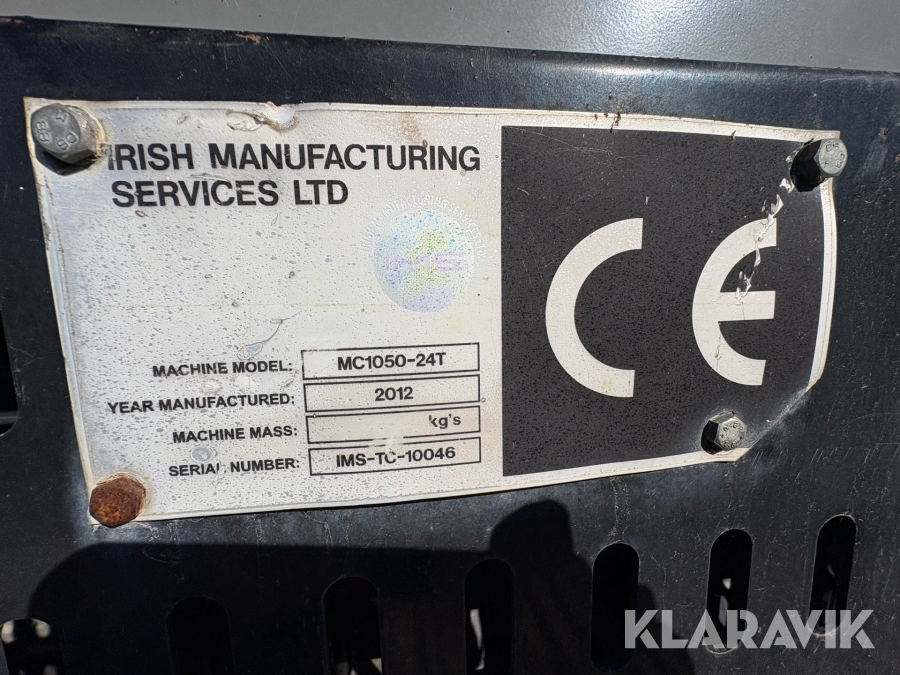 IRISH MANUFACTURING
SERVICES LTD
MACHINE MODEL: MC1050-24T
YEAR MANUFACTURED: 2012
MACHINE MASS: kg's
SERIAL NUMBER: IMS-TC-10046
CE
KLARAVIK